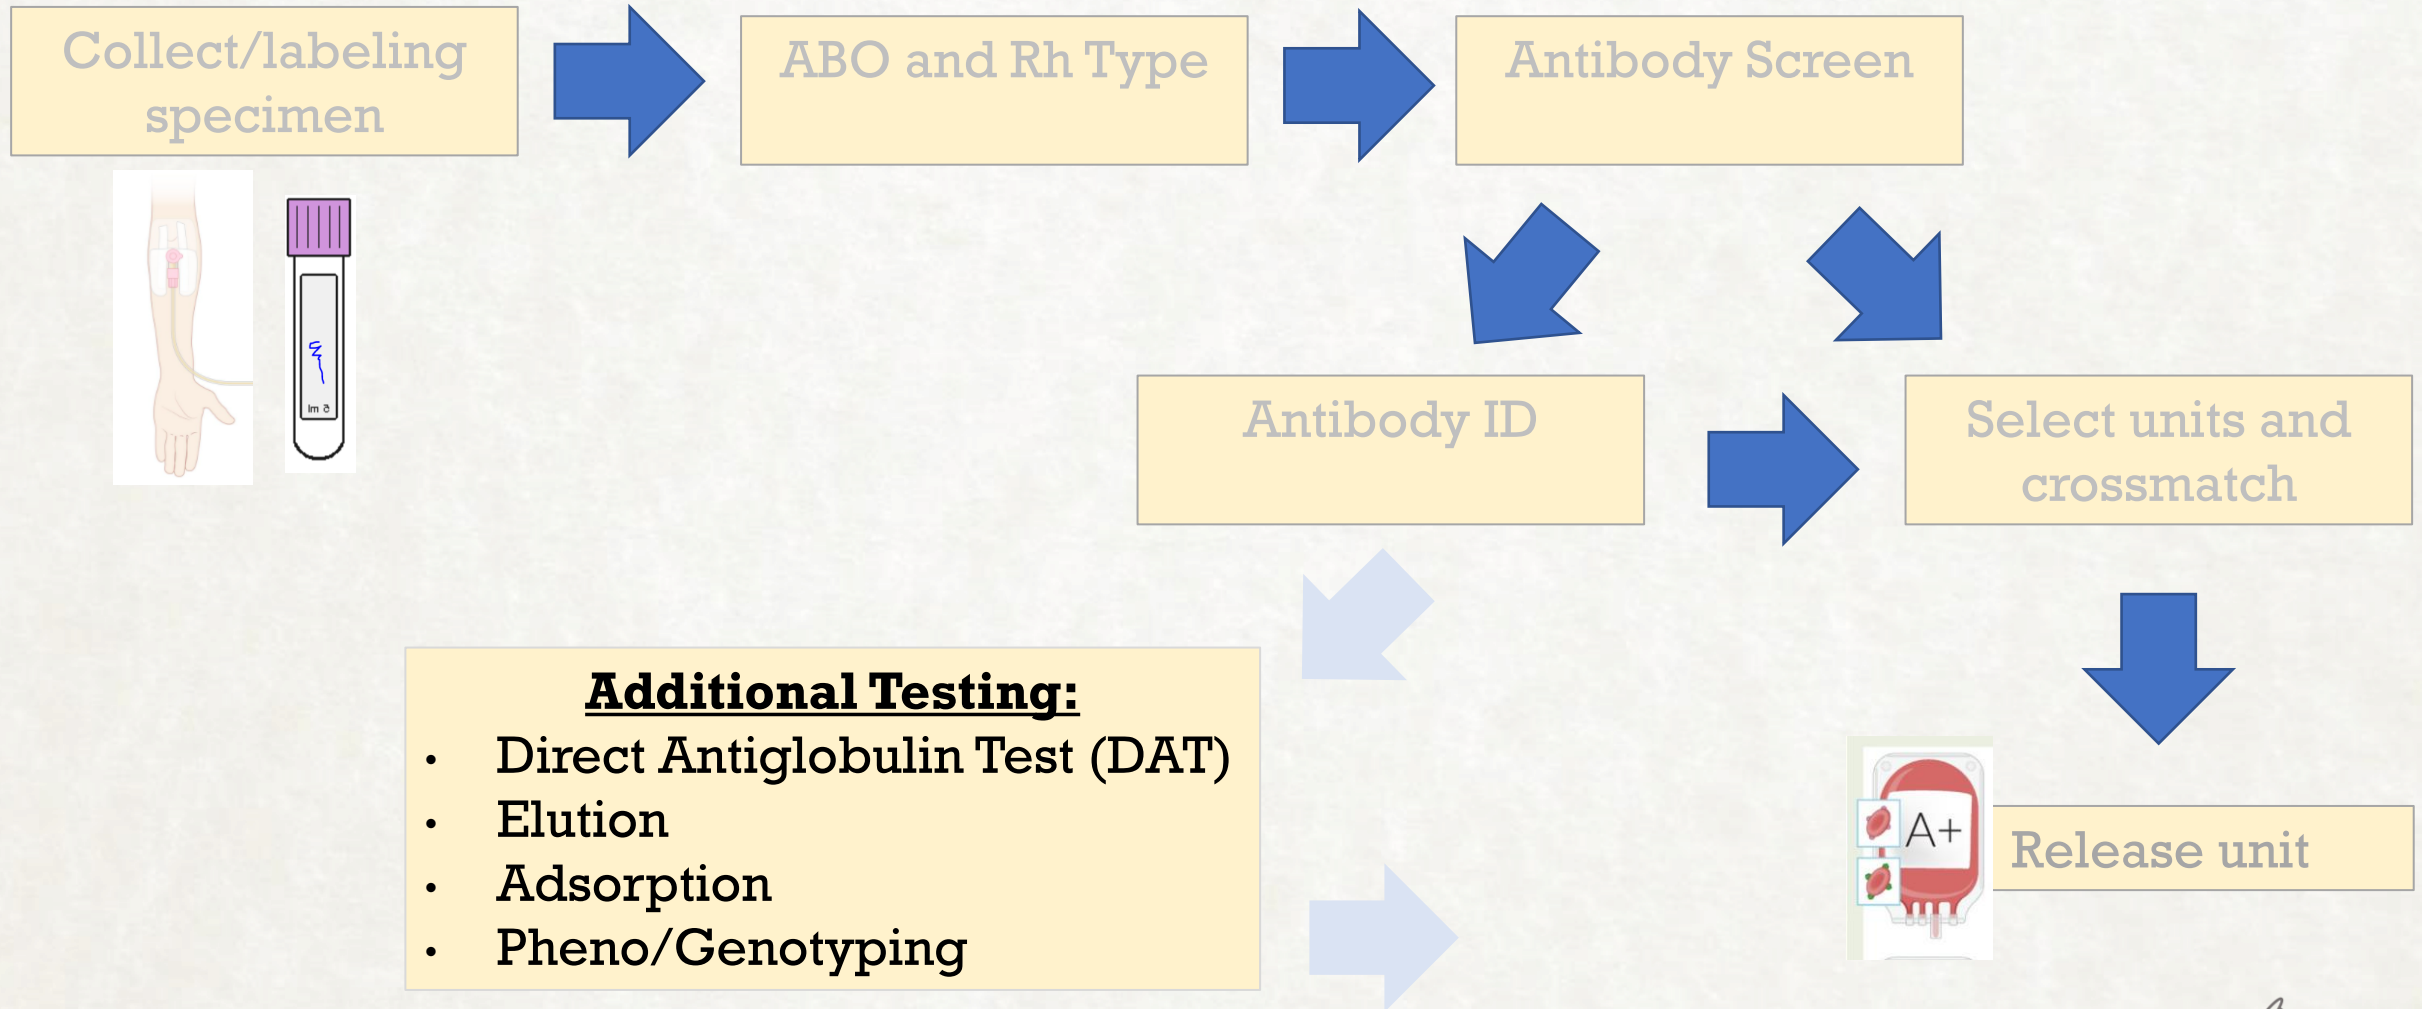 Collect/labeling
specimen
ABO and Rh Type
Antibody Screen
Antibody ID
Select units and
crossmatch
Additional Testing:
• Direct Antiglobulin Test (DAT)
• Elution
• Adsorption
• Pheno/Genotyping
A+
Release unit